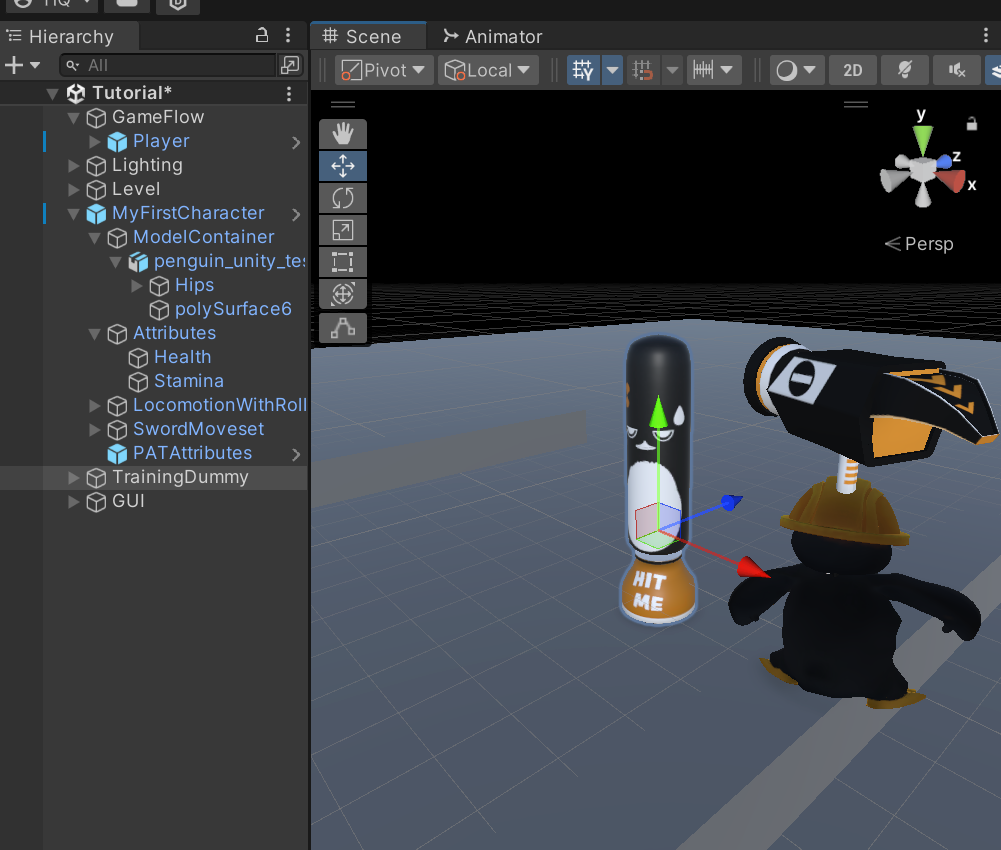 Hierarchy
All
Tutorial*
GameFlow
Player
Lighting
Level
MyFirstCharacter
ModelContainer
penguin_unity_tes
Hips
polySurface6
Attributes
Health
Stamina
LocomotionWithRoll
SwordMoveset
PATAttributes
TrainingDummy
GUI
Scene
Animator
Pivot
Local
2D
y
z
x
Persp
HIT
ME